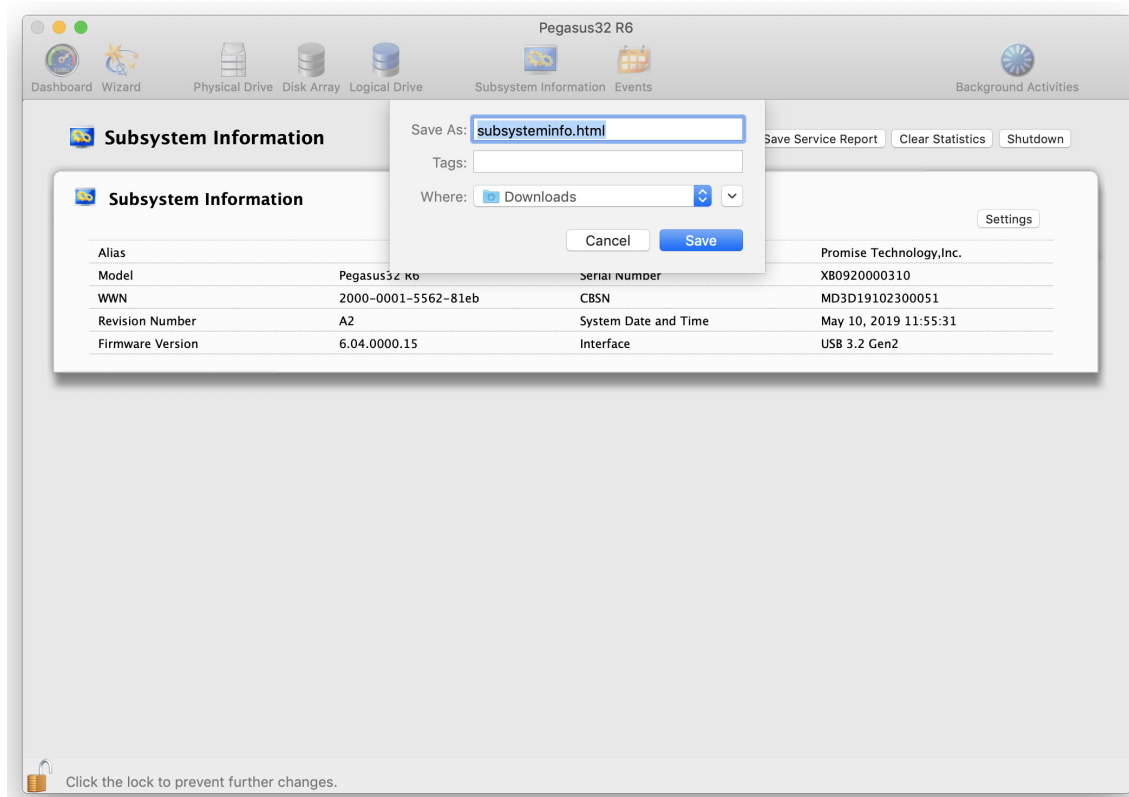 Pegasus32 R6
Dashboard Wizard Physical Drive Disk Array Logical Drive Subsystem Information Events Background Activities
Subsystem Information
Save As: subsysteminfo.html
Tags:
Where: Downloads
Cancel Save
Save Service Report Clear Statistics Shutdown
Subsystem Information
Settings
Alias Promise Technology,Inc.
Model Pegasus32 R6 Serial Number XB0920000310
WWN 2000-0001-5562-81eb CBSN MD3D19102300051
Revision Number A2 System Date and Time May 10, 2019 11:55:31
Firmware Version 6.04.0000.15 Interface USB 3.2 Gen2
Click the lock to prevent further changes.